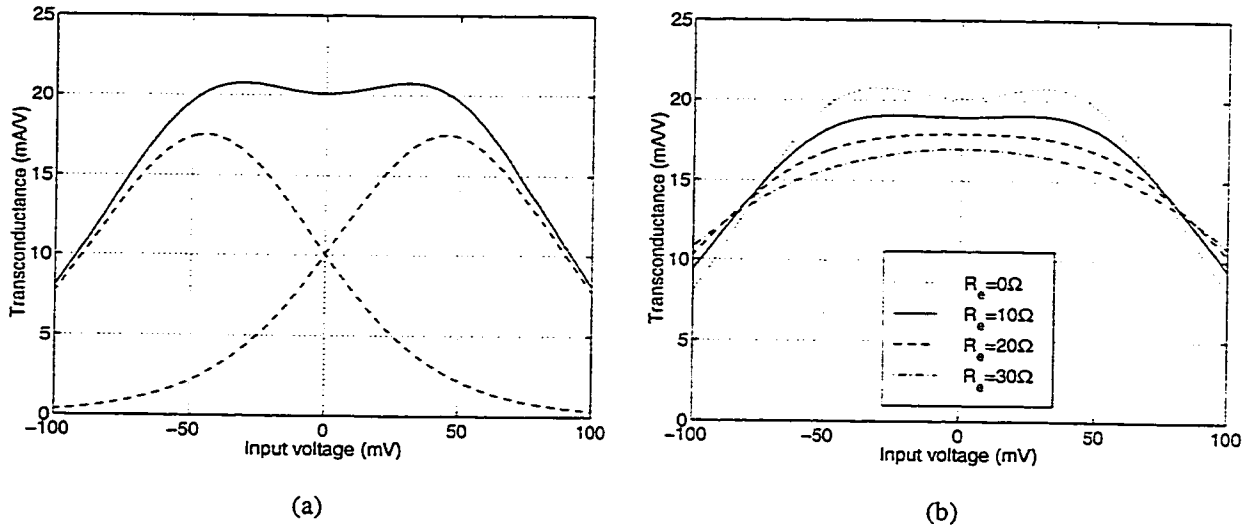 25
20
15
10
5
0
Transconductance (mA/V)
-100
-50
0
50
100
Input voltage (mV)
(a)
25
20
15
10
5
0
Transconductance (mA/V)
R_e=0Ω
R_e=10Ω
R_e=20Ω
R_e=30Ω
-100
-50
0
50
100
Input voltage (mV)
(b)